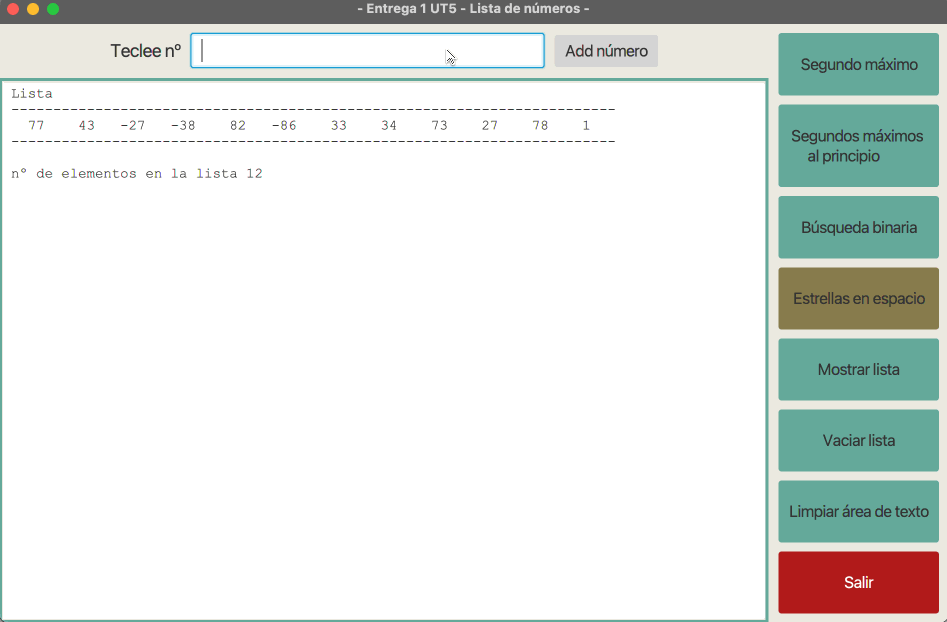 - Entrega 1 UT5 - Lista de números -
Teclee nº
Add número
Lista
------------------------------------------------------------------------
77 43 -27 -38 82 -86 33 34 73 27 78 1
------------------------------------------------------------------------
nº de elementos en la lista 12
Segundo máximo
Segundos máximos
al principio
Búsqueda binaria
Estrellas en espacio
Mostrar lista
Vaciar lista
Limpiar área de texto
Salir